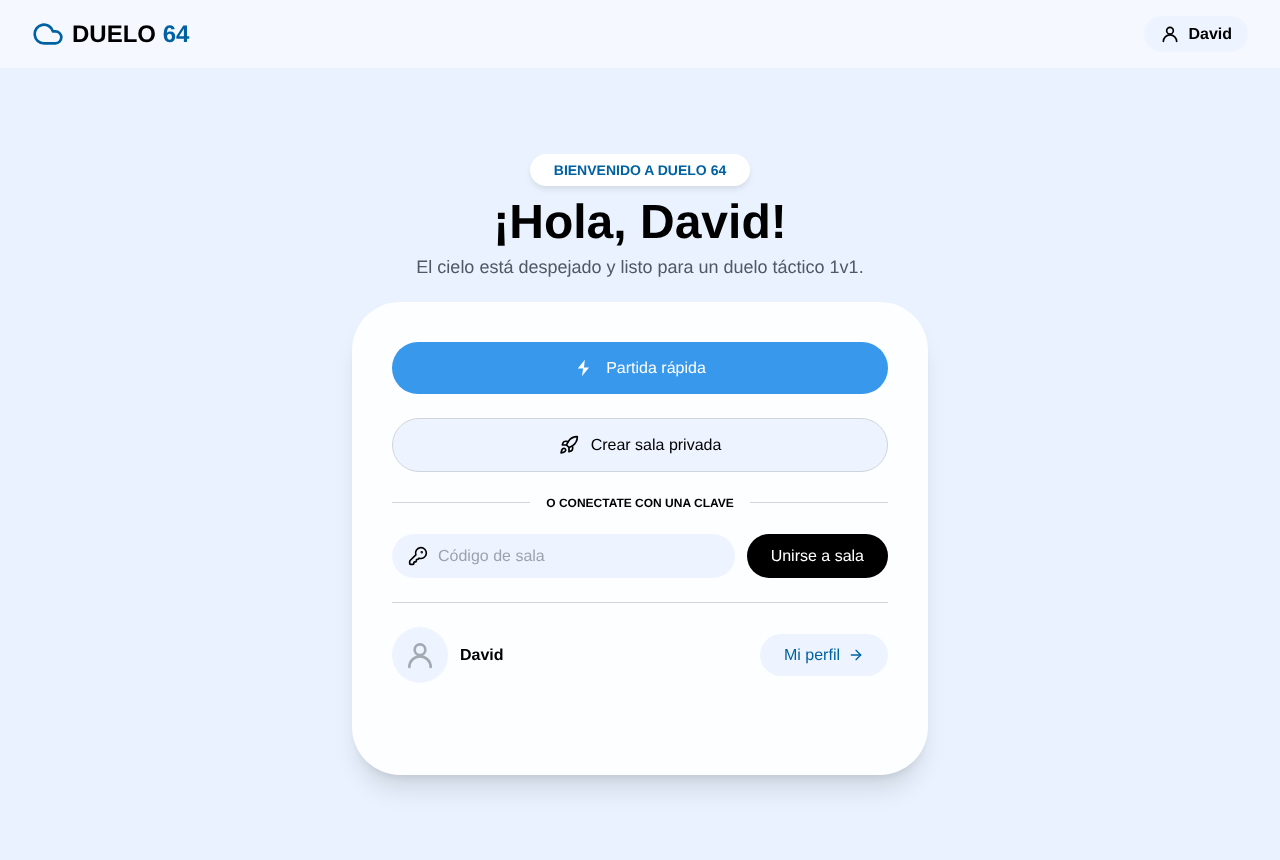 DUELO 64
David
BIENVENIDO A DUELO 64
¡Hola, David!
El cielo está despejado y listo para un duelo táctico 1v1.
Partida rápida
Crear sala privada
O CONECTATE CON UNA CLAVE
Código de sala
Unirse a sala
David
Mi perfil